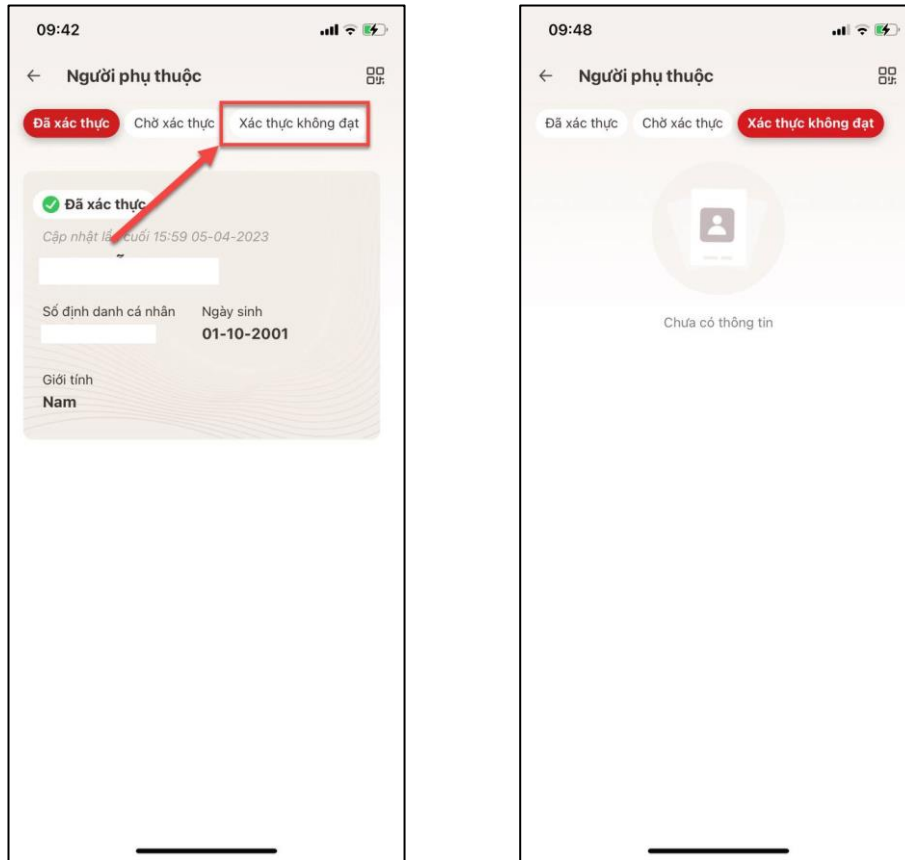 09:42
Người phụ thuộc
Đã xác thực Chờ xác thực Xác thực không đạt
Đã xác thực
Cập nhật cuối 15:59 05-04-2023
Số định danh cá nhân Ngày sinh
01-10-2001
Giới tính
Nam
09:48
Người phụ thuộc
Đã xác thực Chờ xác thực Xác thực không đạt
Chưa có thông tin